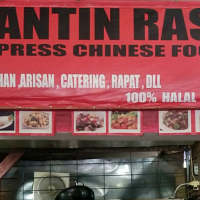 ANTIN RAS
PRESS CHINESE FOO
HAN ,ARISAN , CATERING , RAPAT , DLL
100% HALAL